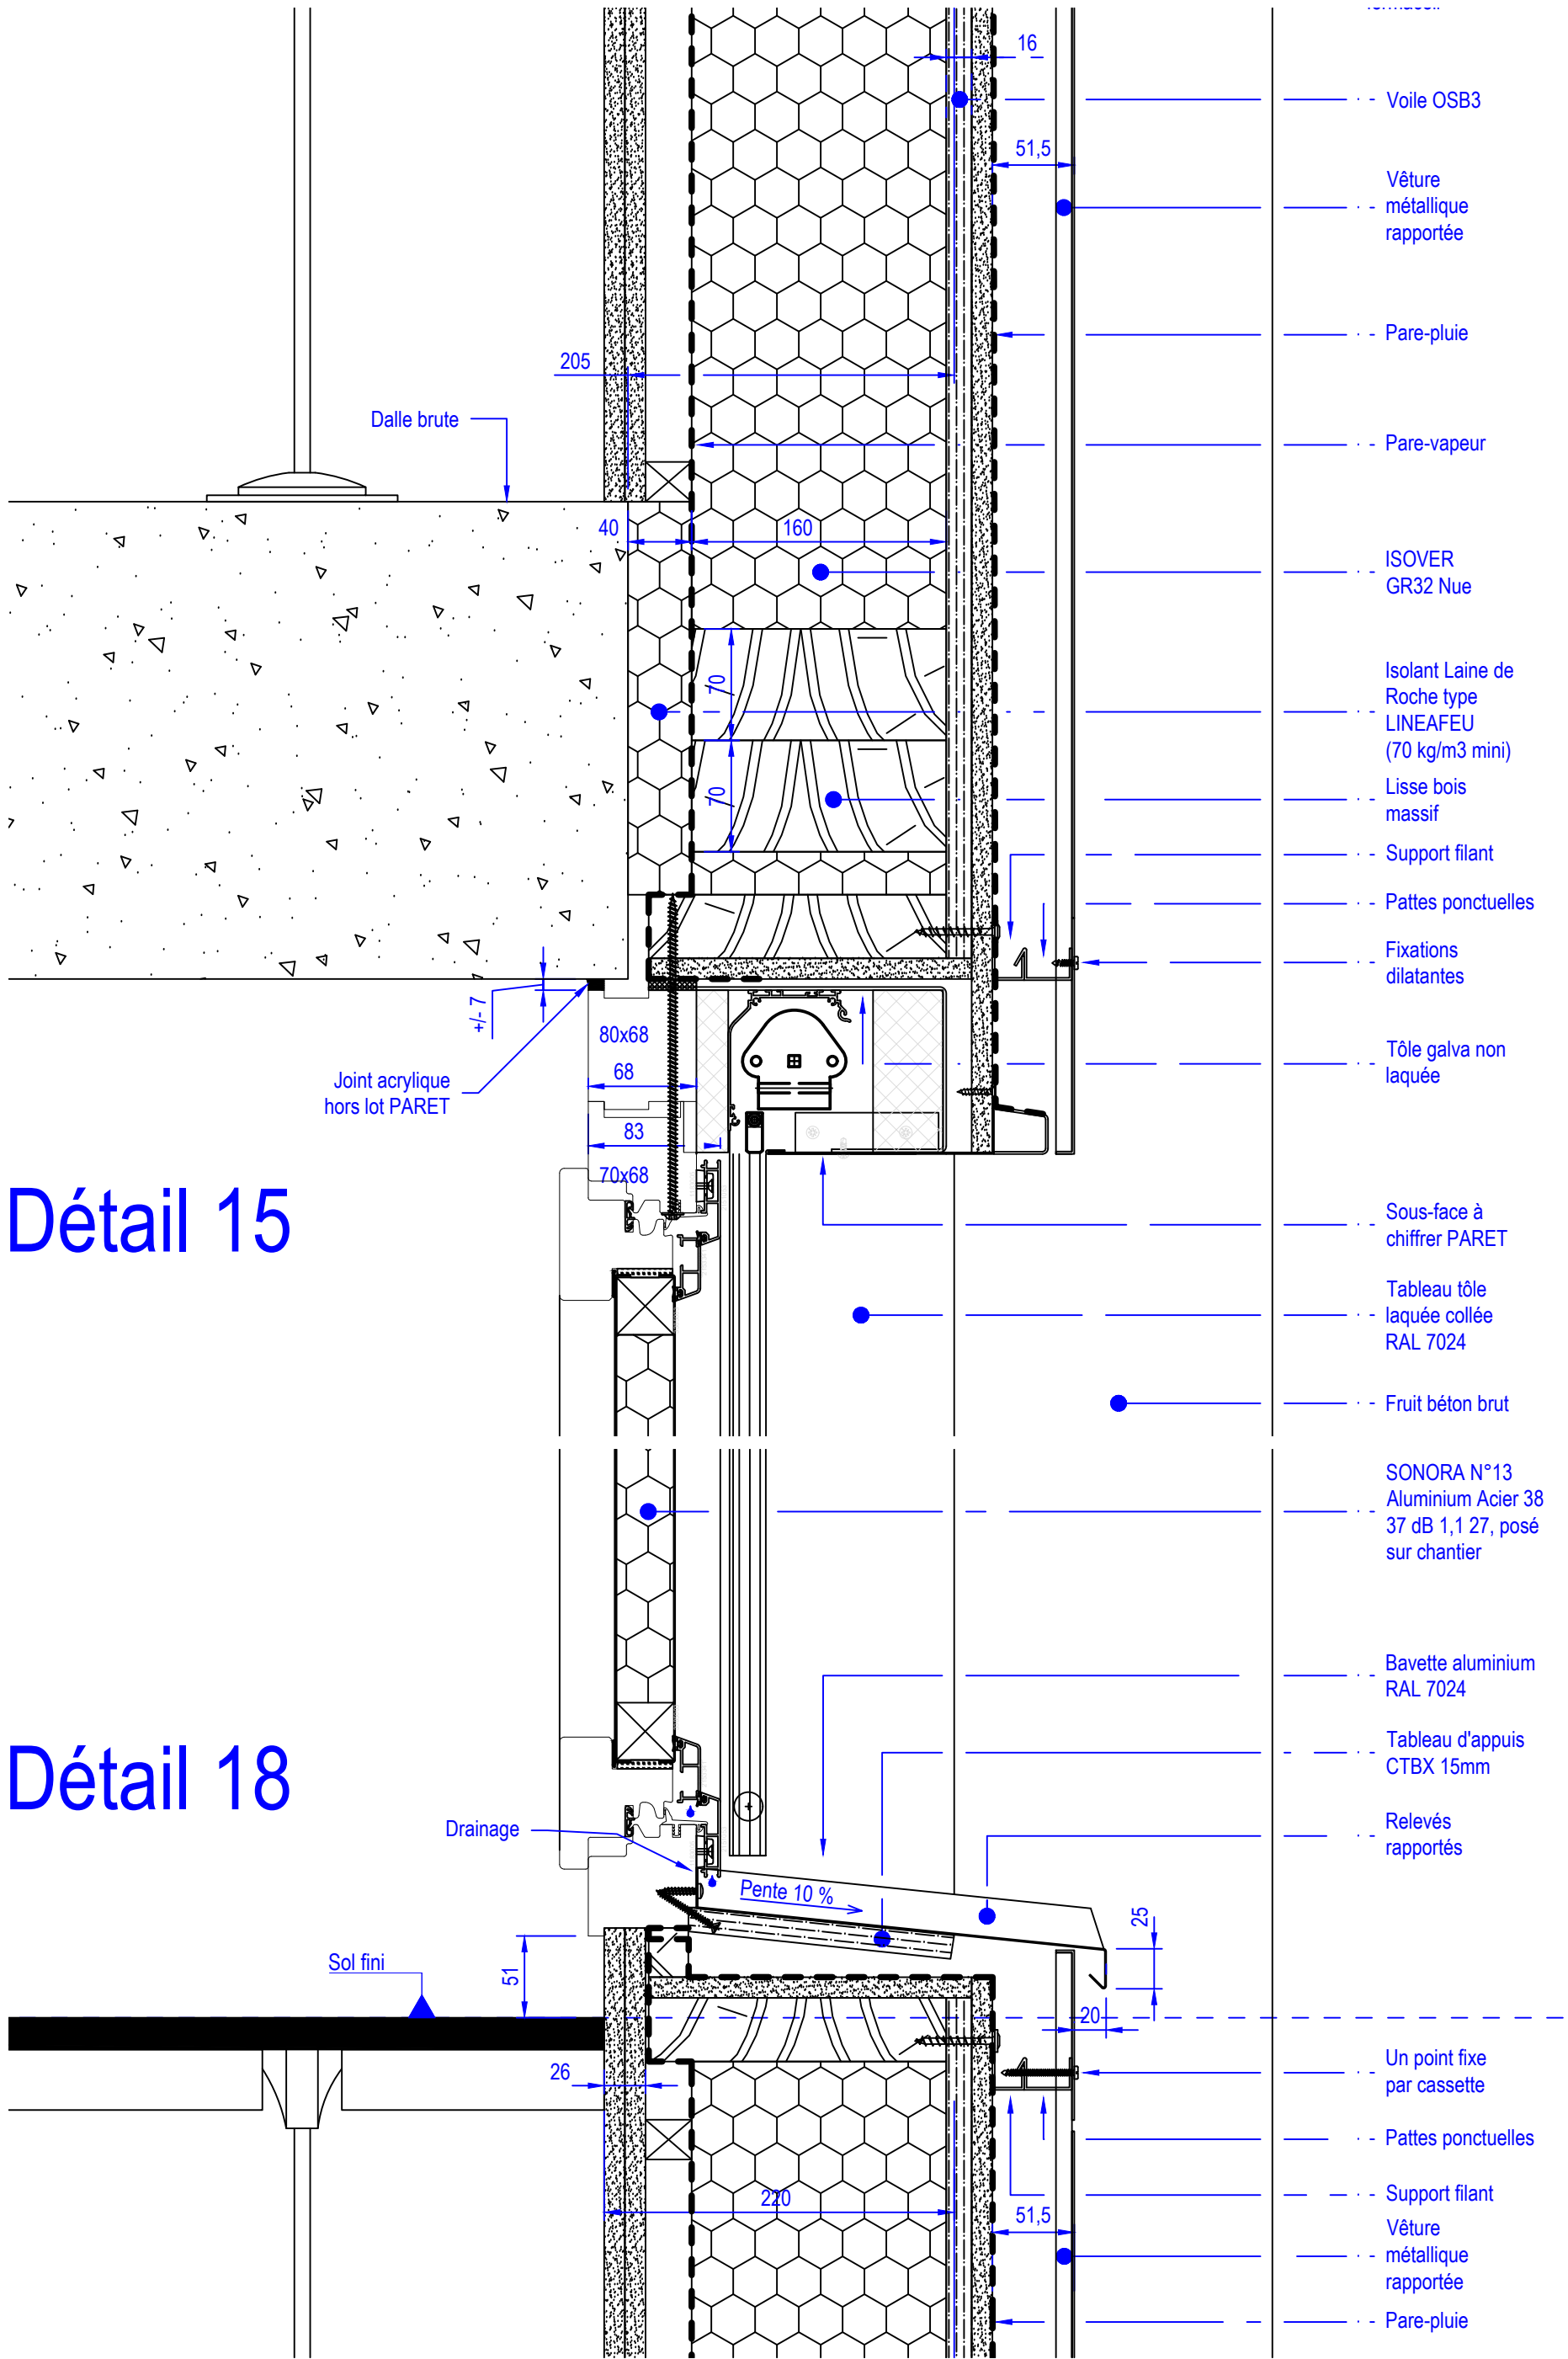 16
Voile OSB3
51,5
Vêture
métallique
rapportée
Pare-pluie
205
Dalle brute
Pare-vapeur
40
160
ISOVER
GR32 Nue
70
Isolant Laine de
Roche type
LINEAFEU
(70 kg/m3 mini)
70
Lisse bois
massif
Support filant
Pattes ponctuelles
Fixations
dilatantes
+/- 7
80x68
68
Joint acrylique
hors lot PARET
Tôle galva non
laquée
83
70x68
Détail 15
Sous-face à
chiffrer PARET
Tableau tôle
laquée collée
RAL 7024
Fruit béton brut
SONORA N°13
Aluminium Acier 38
37 dB 1,1 27, posé
sur chantier
Bavette aluminium
RAL 7024
Détail 18
Tableau d'appuis
CTBX 15mm
Drainage
Relevés
rapportés
Pente 10 %
25
51
Sol fini
20
26
Un point fixe
par cassette
Pattes ponctuelles
220
Support filant
51,5
Vêture
métallique
rapportée
Pare-pluie